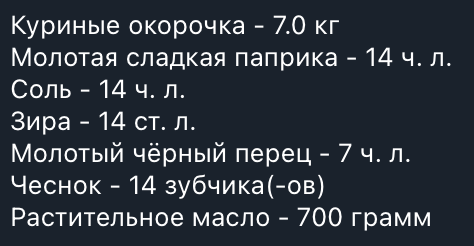 Куриные окорочка - 7.0 кг
Молотая сладкая паприка - 14 ч. л.
Соль - 14 ч. л.
Зира - 14 ст. л.
Молотый чёрный перец - 7 ч. л.
Чеснок - 14 зубчика(-ов)
Растительное масло - 700 грамм